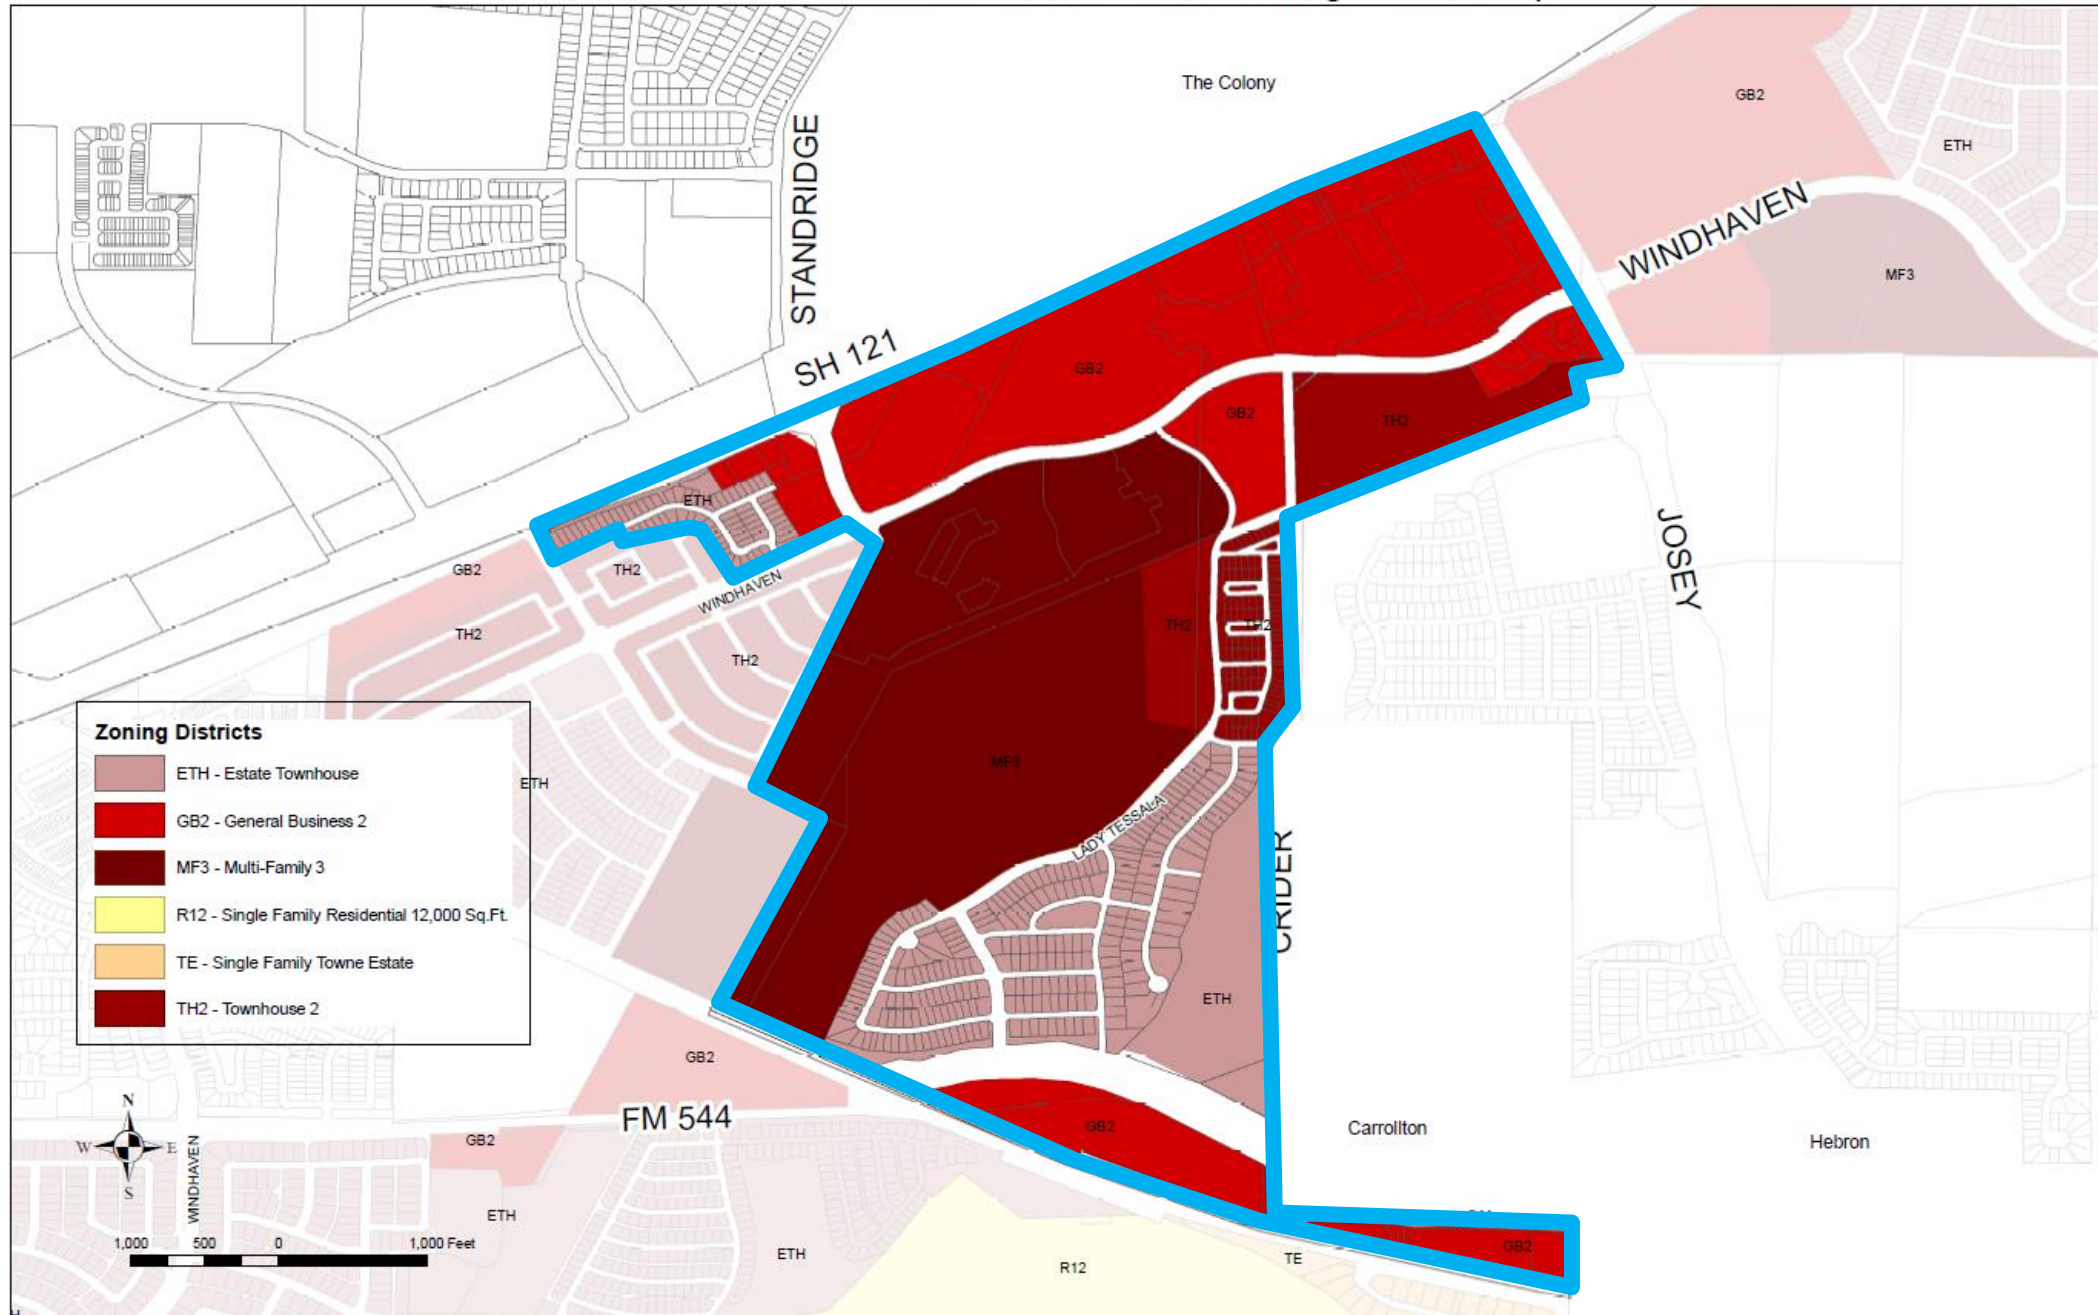 The Colony
GB2
ETH
STANDRIDGE
WINDHAVEN
MF3
SH 121
GB2
GB2
TH2
ETH
JOSEY
GB2
TH2
WINDHAVEN
TH2
TH2
TH2
TH2
MF3
Zoning Districts
ETH - Estate Townhouse
GB2 - General Business 2
MF3 - Multi-Family 3
R12 - Single Family Residential 12,000 Sq.Ft.
TE - Single Family Towne Estate
TH2 - Townhouse 2
ETH
LADY TESSALA
CRIDER
ETH
GB2
FM 544
GB2
Carrollton
Hebron
N
W E
S
WINDHAVEN
GB2
ETH
ETH
R12
TE
GB2
1,000 500 0 1,000 Feet